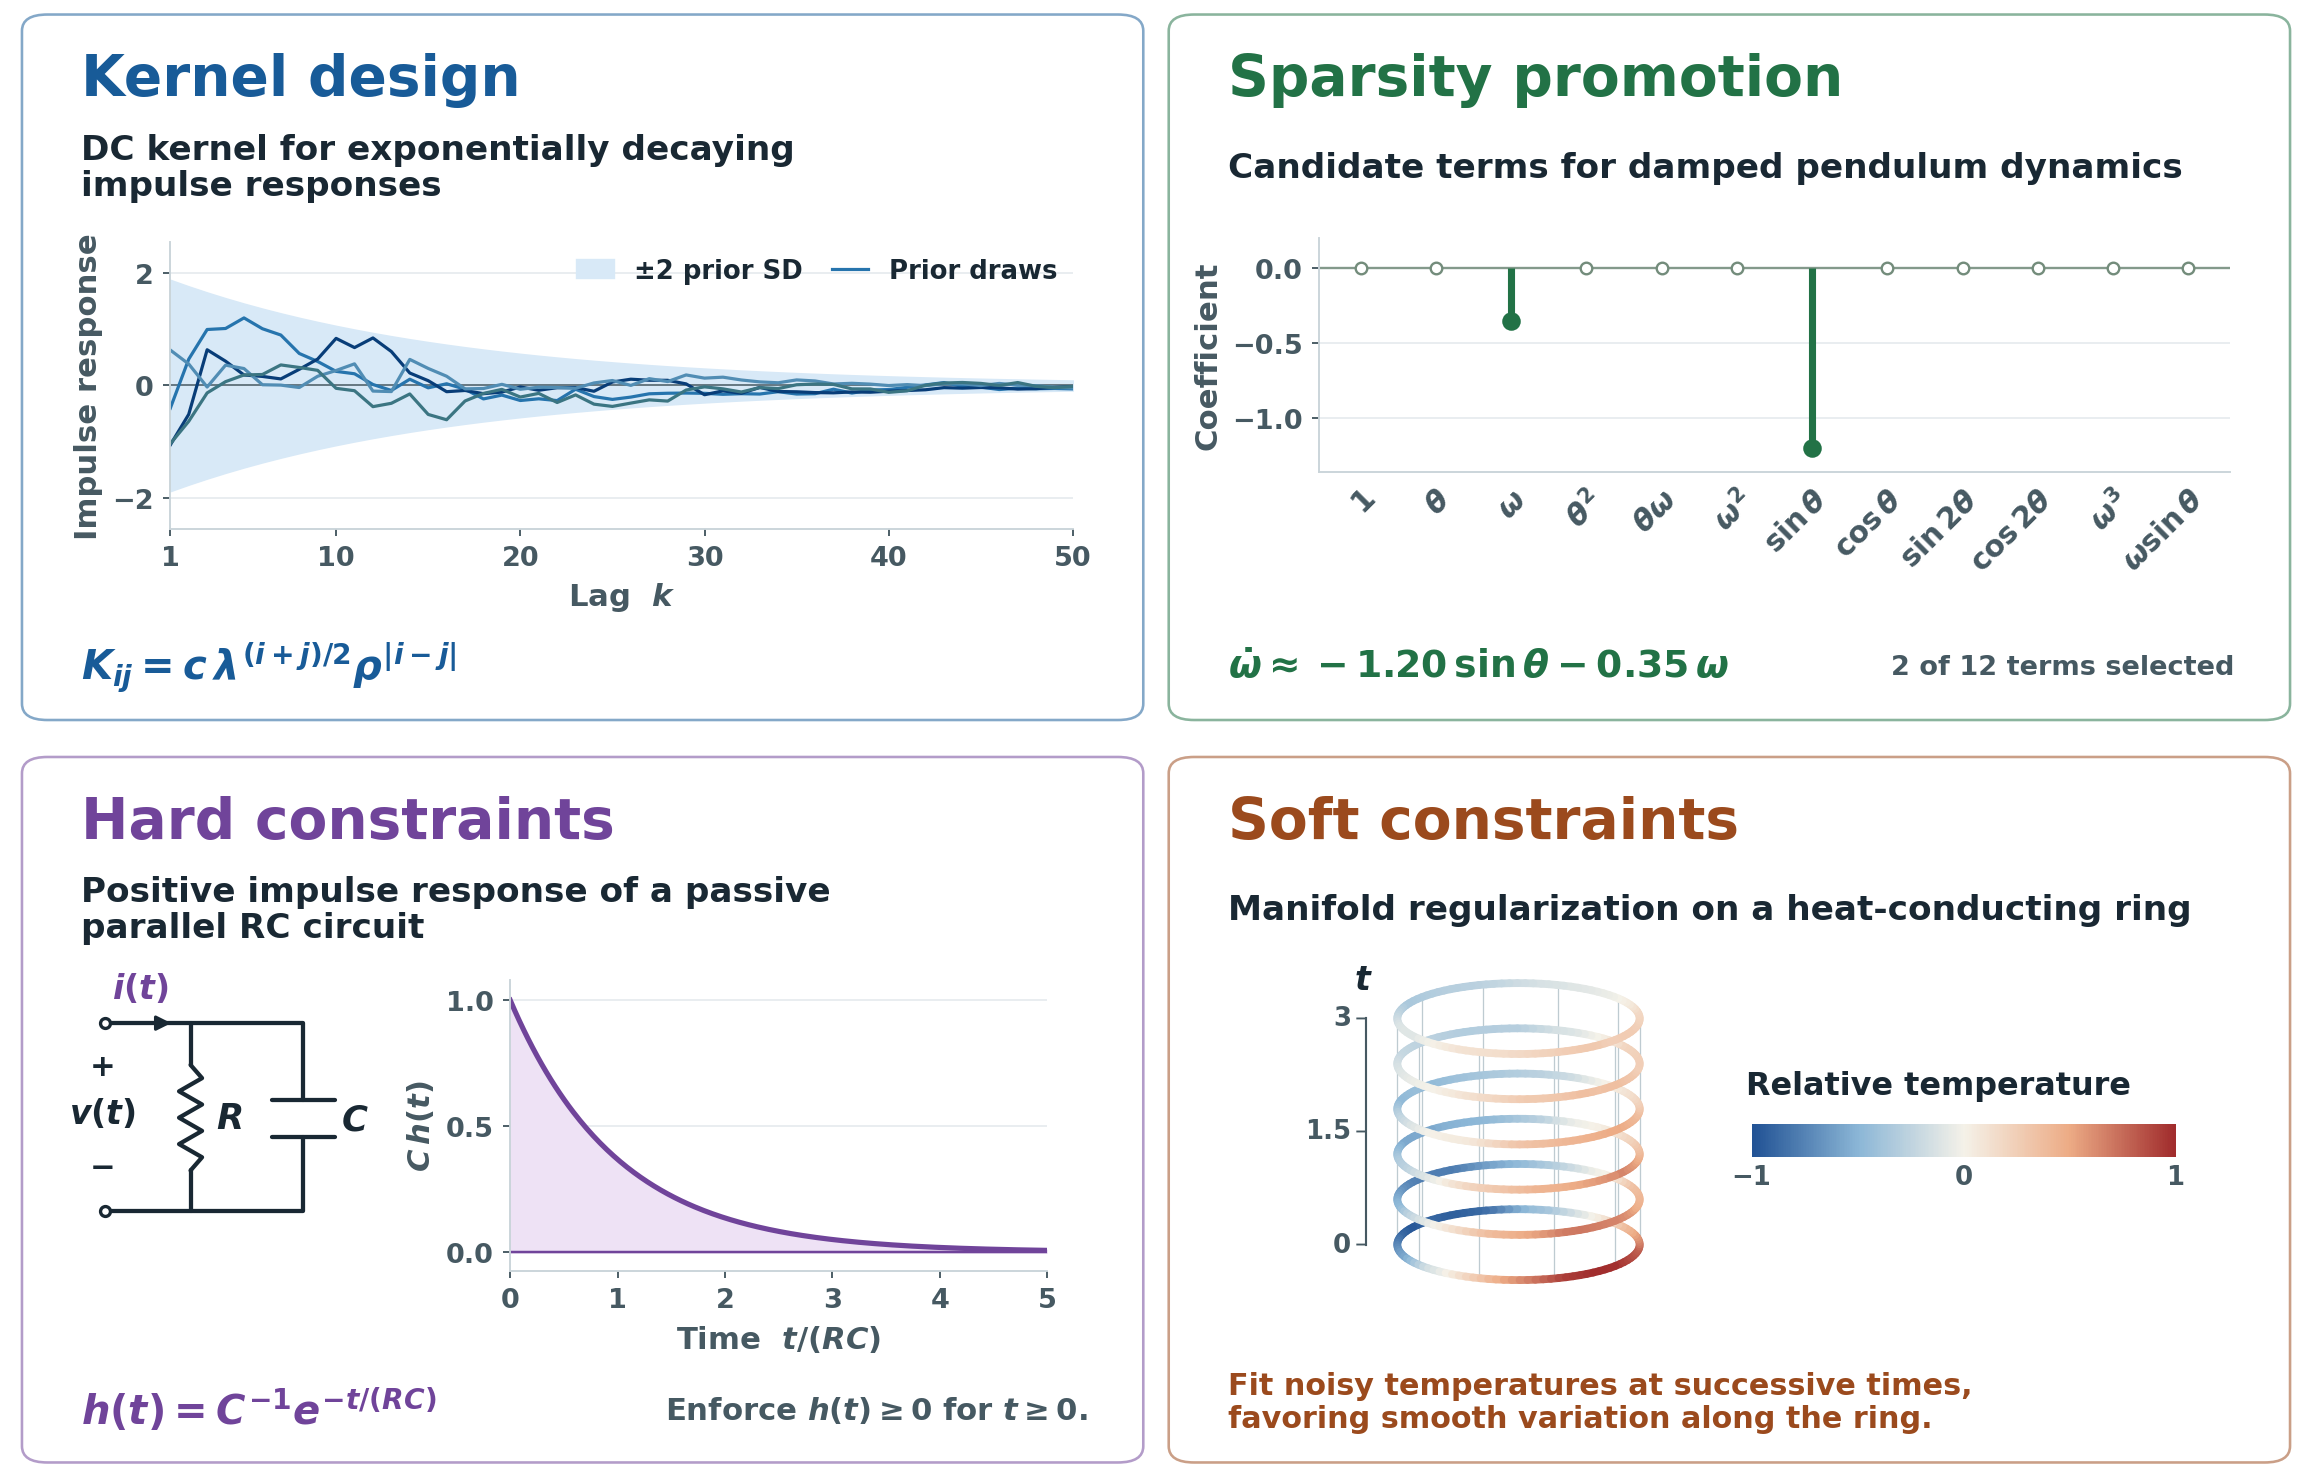 Kernel design
DC kernel for exponentially decaying
impulse responses
Impulse response
2
0
−2
±2 prior SD
Prior draws
1 10 20 30 40 50
Lag k
K_{ij} = c λ^{(i+j)/2} ρ^{|i−j|}
Sparsity promotion
Candidate terms for damped pendulum dynamics
Coefficient
0.0
−0.5
−1.0
1 θ ω θ² θω ω² sin θ cos θ sin 2θ cos 2θ ω³ ωsin θ
ω̇ ≈ −1.20 sin θ − 0.35 ω
2 of 12 terms selected
Hard constraints
Positive impulse response of a passive
parallel RC circuit
i(t)
+
v(t)
−
R
C
C h(t)
1.0
0.5
0.0
0 1 2 3 4 5
Time t/(RC)
h(t) = C^{−1}e^{−t/(RC)}
Enforce h(t) ≥ 0 for t ≥ 0.
Soft constraints
Manifold regularization on a heat-conducting ring
t
3
1.5
0
Relative temperature
−1 0 1
Fit noisy temperatures at successive times,
favoring smooth variation along the ring.